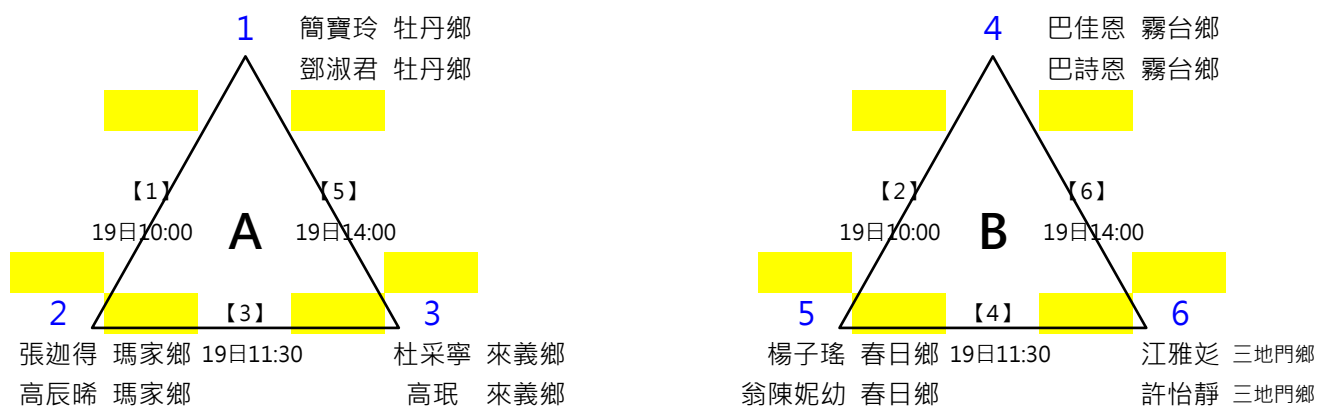 1 簡寶玲 牡丹鄉
鄧淑君 牡丹鄉
【1】 【5】
19日10:00 A 19日14:00
2 【3】 3
張迦得 瑪家鄉 19日11:30 杜采寧 來義鄉
高辰晞 瑪家鄉 高珉 來義鄉
4 巴佳恩 霧台鄉
巴詩恩 霧台鄉
【2】 【6】
19日10:00 B 19日14:00
5 【4】 6
楊子瑤 春日鄉 19日11:30 江雅彣 三地門鄉
翁陳妮幼 春日鄉 許怡靜 三地門鄉